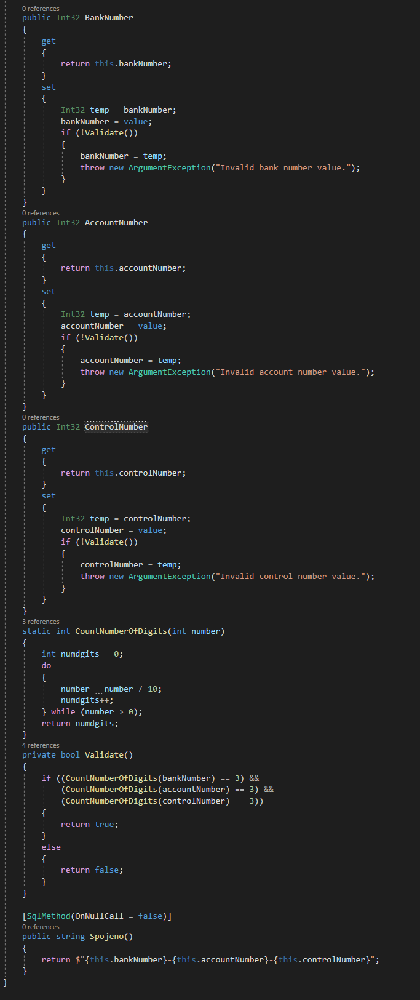 0 references
public Int32 BankNumber
{
get
{
return this.bankNumber;
}
set
{
Int32 temp = bankNumber;
bankNumber = value;
if (!Validate())
{
bankNumber = temp;
throw new ArgumentException("Invalid bank number value.");
}
}
}
0 references
public Int32 AccountNumber
{
get
{
return this.accountNumber;
}
set
{
Int32 temp = accountNumber;
accountNumber = value;
if (!Validate())
{
accountNumber = temp;
throw new ArgumentException("Invalid account number value.");
}
}
}
0 references
public Int32 ControlNumber
{
get
{
return this.controlNumber;
}
set
{
Int32 temp = controlNumber;
controlNumber = value;
if (!Validate())
{
controlNumber = temp;
throw new ArgumentException("Invalid control number value.");
}
}
}
3 references
static int CountNumberOfDigits(int number)
{
int numdgits = 0;
do
{
number = number / 10;
numdgits++;
} while (number > 0);
return numdgits;
}
4 references
private bool Validate()
{
if ((CountNumberOfDigits(bankNumber) == 3) &&
(CountNumberOfDigits(accountNumber) == 3) &&
(CountNumberOfDigits(controlNumber) == 3))
{
return true;
}
else
{
return false;
}
}
[SqlMethod(OnNullCall = false)]
0 references
public string Spojeno()
{
return $"{this.bankNumber}-{this.accountNumber}-{this.controlNumber}";
}
}